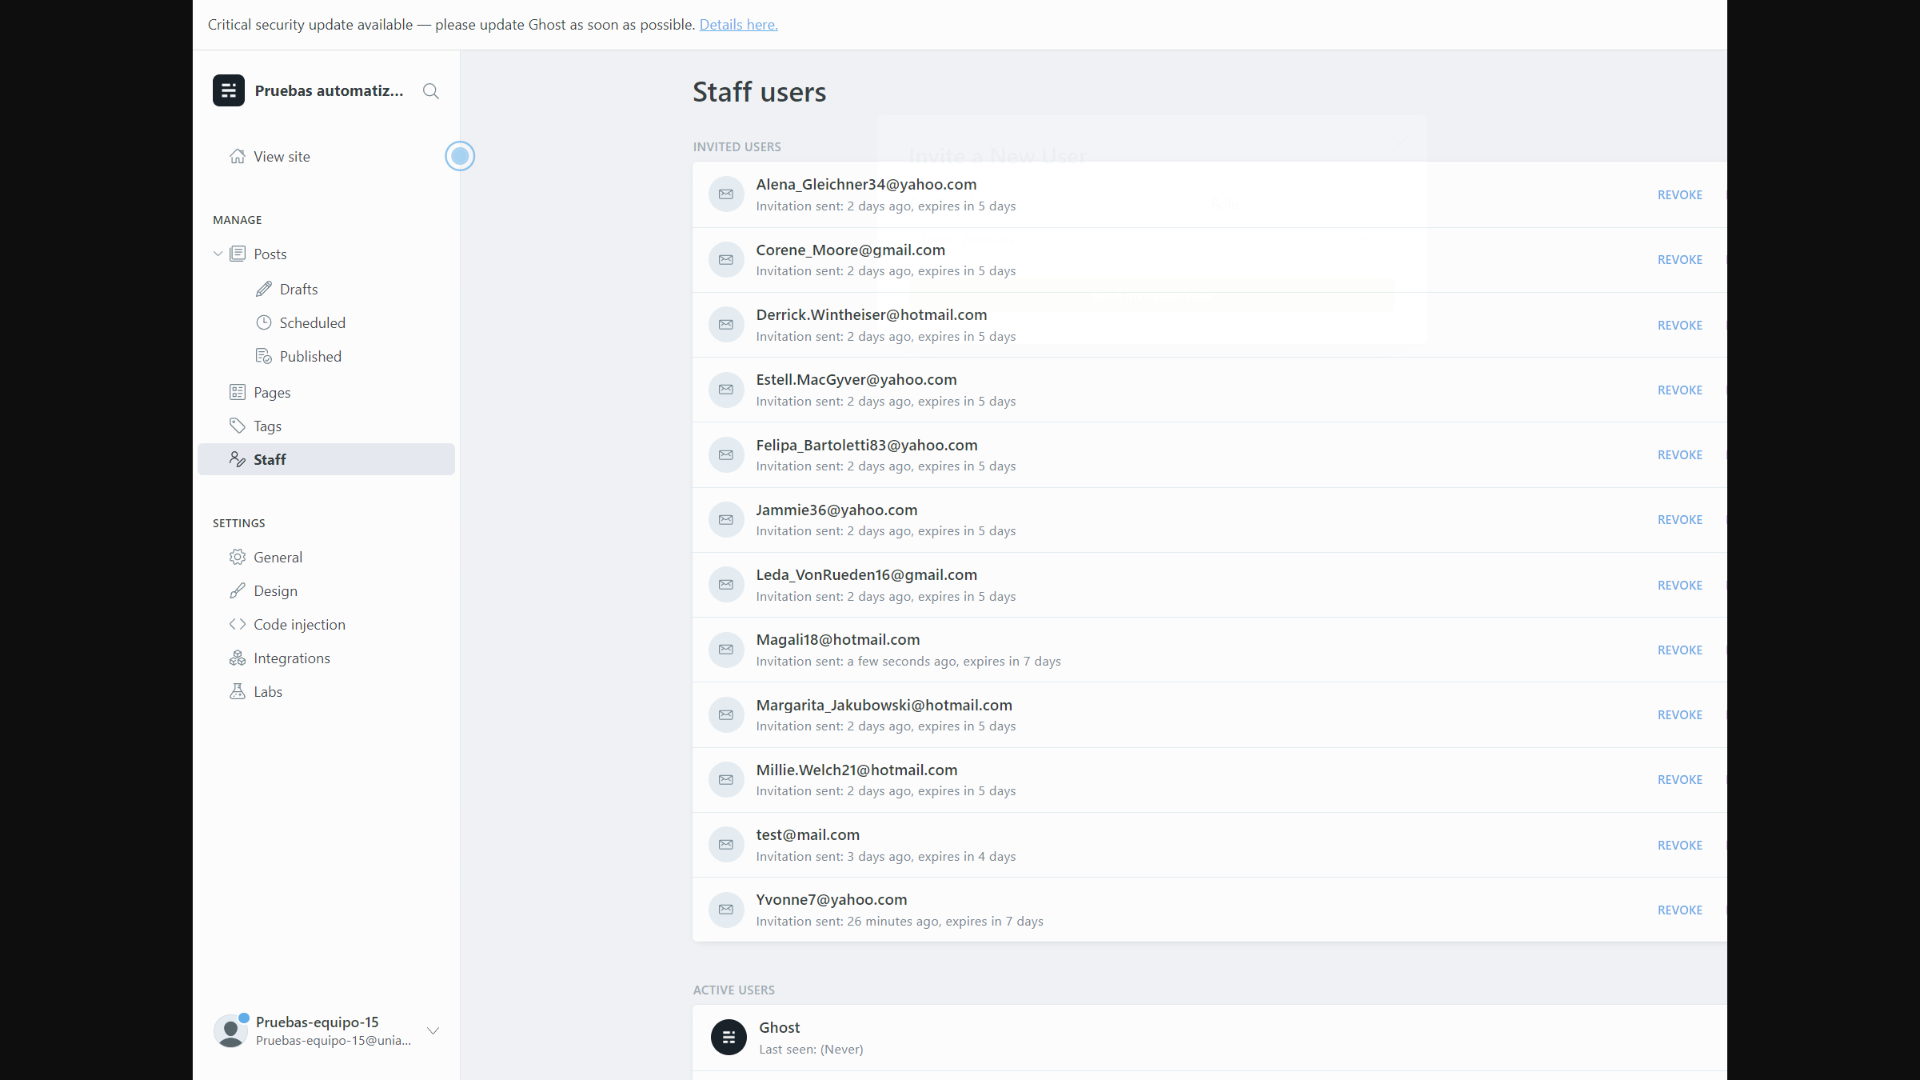 Critical security update available — please update Ghost as soon as possible. Details here.
Pruebas automatiz...
View site
MANAGE
Posts
Drafts
Scheduled
Published
Pages
Tags
Staff
SETTINGS
General
Design
Code injection
Integrations
Labs
Pruebas-equipo-15
Pruebas-equipo-15@unia...
Staff users
Invite a New User
INVITED USERS
Alena_Gleichner34@yahoo.com
Invitation sent: 2 days ago, expires in 5 days
REVOKE
Corene_Moore@gmail.com
Invitation sent: 2 days ago, expires in 5 days
REVOKE
Derrick.Wintheiser@hotmail.com
Invitation sent: 2 days ago, expires in 5 days
REVOKE
Estell.MacGyver@yahoo.com
Invitation sent: 2 days ago, expires in 5 days
REVOKE
Felipa_Bartoletti83@yahoo.com
Invitation sent: 2 days ago, expires in 5 days
REVOKE
Jammie36@yahoo.com
Invitation sent: 2 days ago, expires in 5 days
REVOKE
Leda_VonRueden16@gmail.com
Invitation sent: 2 days ago, expires in 5 days
REVOKE
Magali18@hotmail.com
Invitation sent: a few seconds ago, expires in 7 days
REVOKE
Margarita_Jakubowski@hotmail.com
Invitation sent: 2 days ago, expires in 5 days
REVOKE
Millie.Welch21@hotmail.com
Invitation sent: 2 days ago, expires in 5 days
REVOKE
test@mail.com
Invitation sent: 3 days ago, expires in 4 days
REVOKE
Yvonne7@yahoo.com
Invitation sent: 26 minutes ago, expires in 7 days
REVOKE
ACTIVE USERS
Ghost
Last seen: (Never)